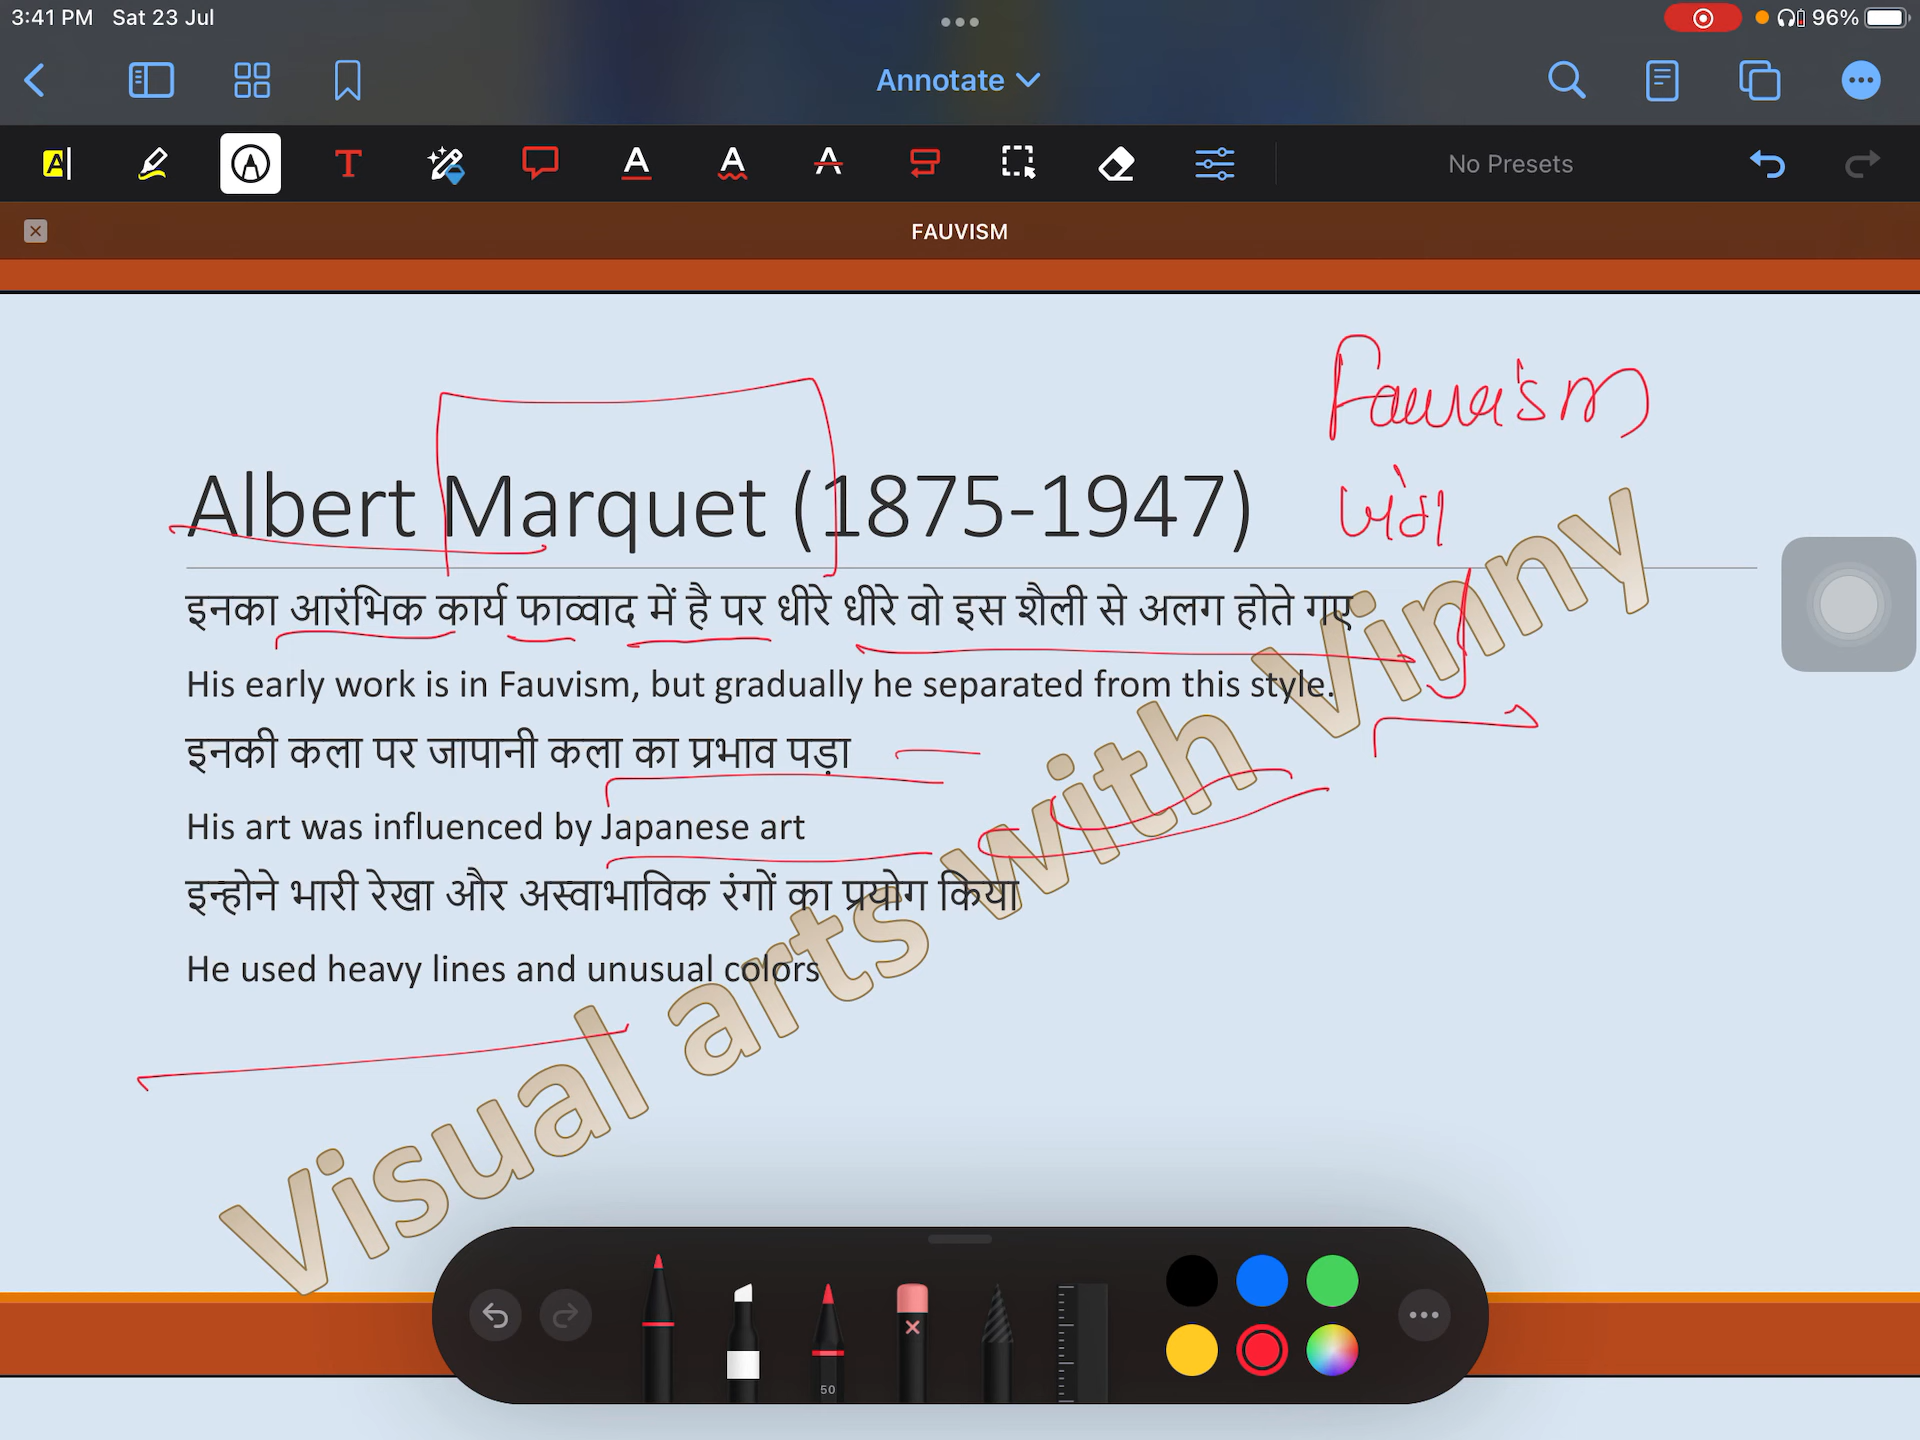 3:41 PM Sat 23 Jul
96%
Annotate
No Presets
FAUVISM
Fauvism
Albert Marquet (1875-1947)
इनका आरंभिक कार्य फाव्वाद में है पर धीरे धीरे वो इस शैली से अलग होते गए
His early work is in Fauvism, but gradually he separated from this style.
इनकी कला पर जापानी कला का प्रभाव पड़ा
His art was influenced by Japanese art
इन्होने भारी रेखा और अस्वाभाविक रंगों का प्रयोग किया
He used heavy lines and unusual colors
Visual arts with Vinny
50